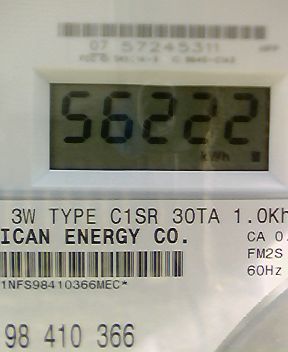 07 57245311
56222
kWh
3W TYPE C1SR 30TA 1.0Kh
ICAN ENERGY CO.
CA 0.
FM2S
60Hz
1NFS98410366MEC*
98 410 366